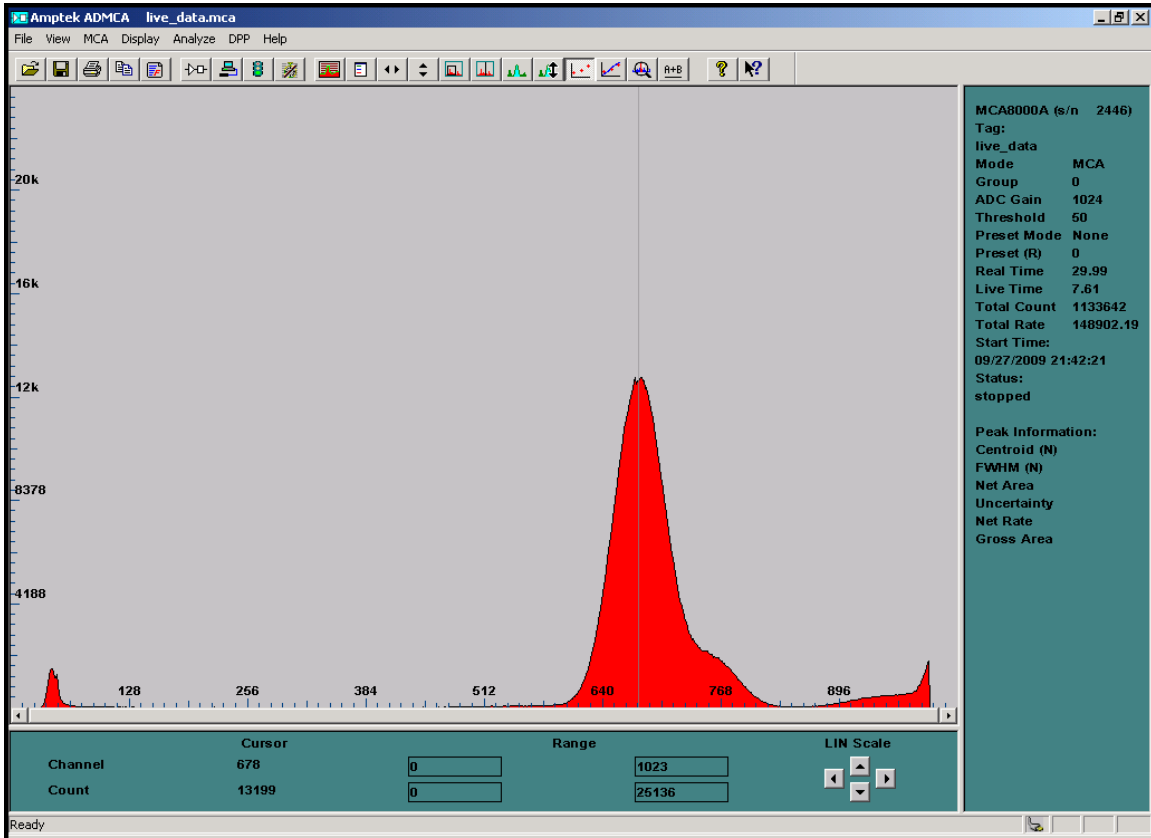 Amptek ADMCA live_data.mca
File View MCA Display Analyze DPP Help
A+B
20k
16k
12k
8378
4188
128 256 384 512 640 768 896
MCA8000A (s/n 2446)
Tag:
live_data
Mode MCA
Group 0
ADC Gain 1024
Threshold 50
Preset Mode None
Preset (R) 0
Real Time 29.99
Live Time 7.61
Total Count 1133642
Total Rate 148902.19
Start Time:
09/27/2009 21:42:21
Status:
stopped
Peak Information:
Centroid (N)
FWHM (N)
Net Area
Uncertainty
Net Rate
Gross Area
Cursor Range LIN Scale
Channel 678 0 1023
Count 13199 0 25136
Ready